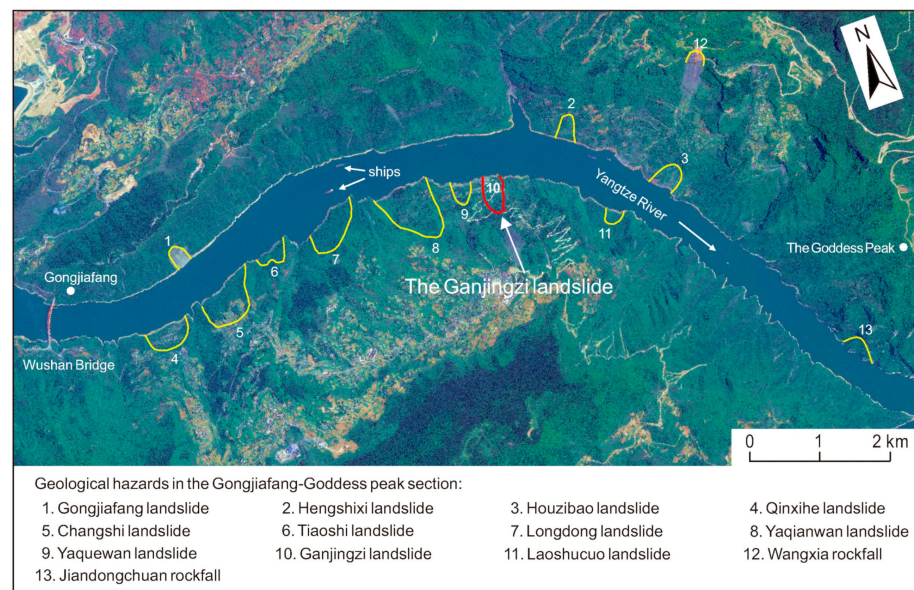 N
12
2
ships
3
10
Yangtze River
9
11
1
8
The Goddess Peak
7
6
Gongjiafang
The Ganjingzi landslide
5
13
4
Wushan Bridge
0 1 2 km
Geological hazards in the Gongjiafang-Goddess peak section:
1. Gongjiafang landslide 2. Hengshixi landslide 3. Houzibao landslide 4. Qinxihe landslide
5. Changshi landslide 6. Tiaoshi landslide 7. Longdong landslide 8. Yaqianwan landslide
9. Yaquewan landslide 10. Ganjingzi landslide 11. Laoshucuo landslide 12. Wangxia rockfall
13. Jiandongchuan rockfall